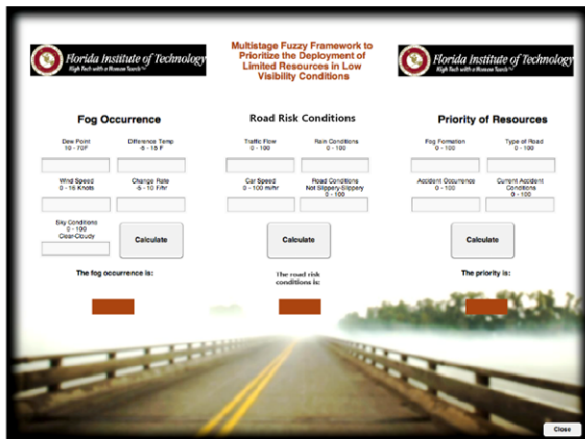 Florida Institute of Technology
High Tech with a Human Touch™
Multistage Fuzzy Framework to
Prioritize the Deployment of
Limited Resources in Low
Visibility Conditions
Florida Institute of Technology
High Tech with a Human Touch™
Fog Occurrence
Dew Point
10 - 70F
Difference Temp
-5 - 15 F
Wind Speed
0 - 15 Knots
Change Rate
-5 - 10 F/hr
Sky Conditions
0 - 100
Clear-Cloudy
Calculate
The fog occurrence is:
Road Risk Conditions
Traffic Flow
0 - 100
Rain Conditions
0 - 100
Car Speed
0 - 100 m/hr
Road Conditions
Not Slippery-Slippery
0 - 100
Calculate
The road risk
conditions is:
Priority of Resources
Fog Formation
0 - 100
Type of Road
0 - 100
Accident Occurrence
0 - 100
Current Accident
Conditions
0 - 100
Calculate
The priority is:
Close